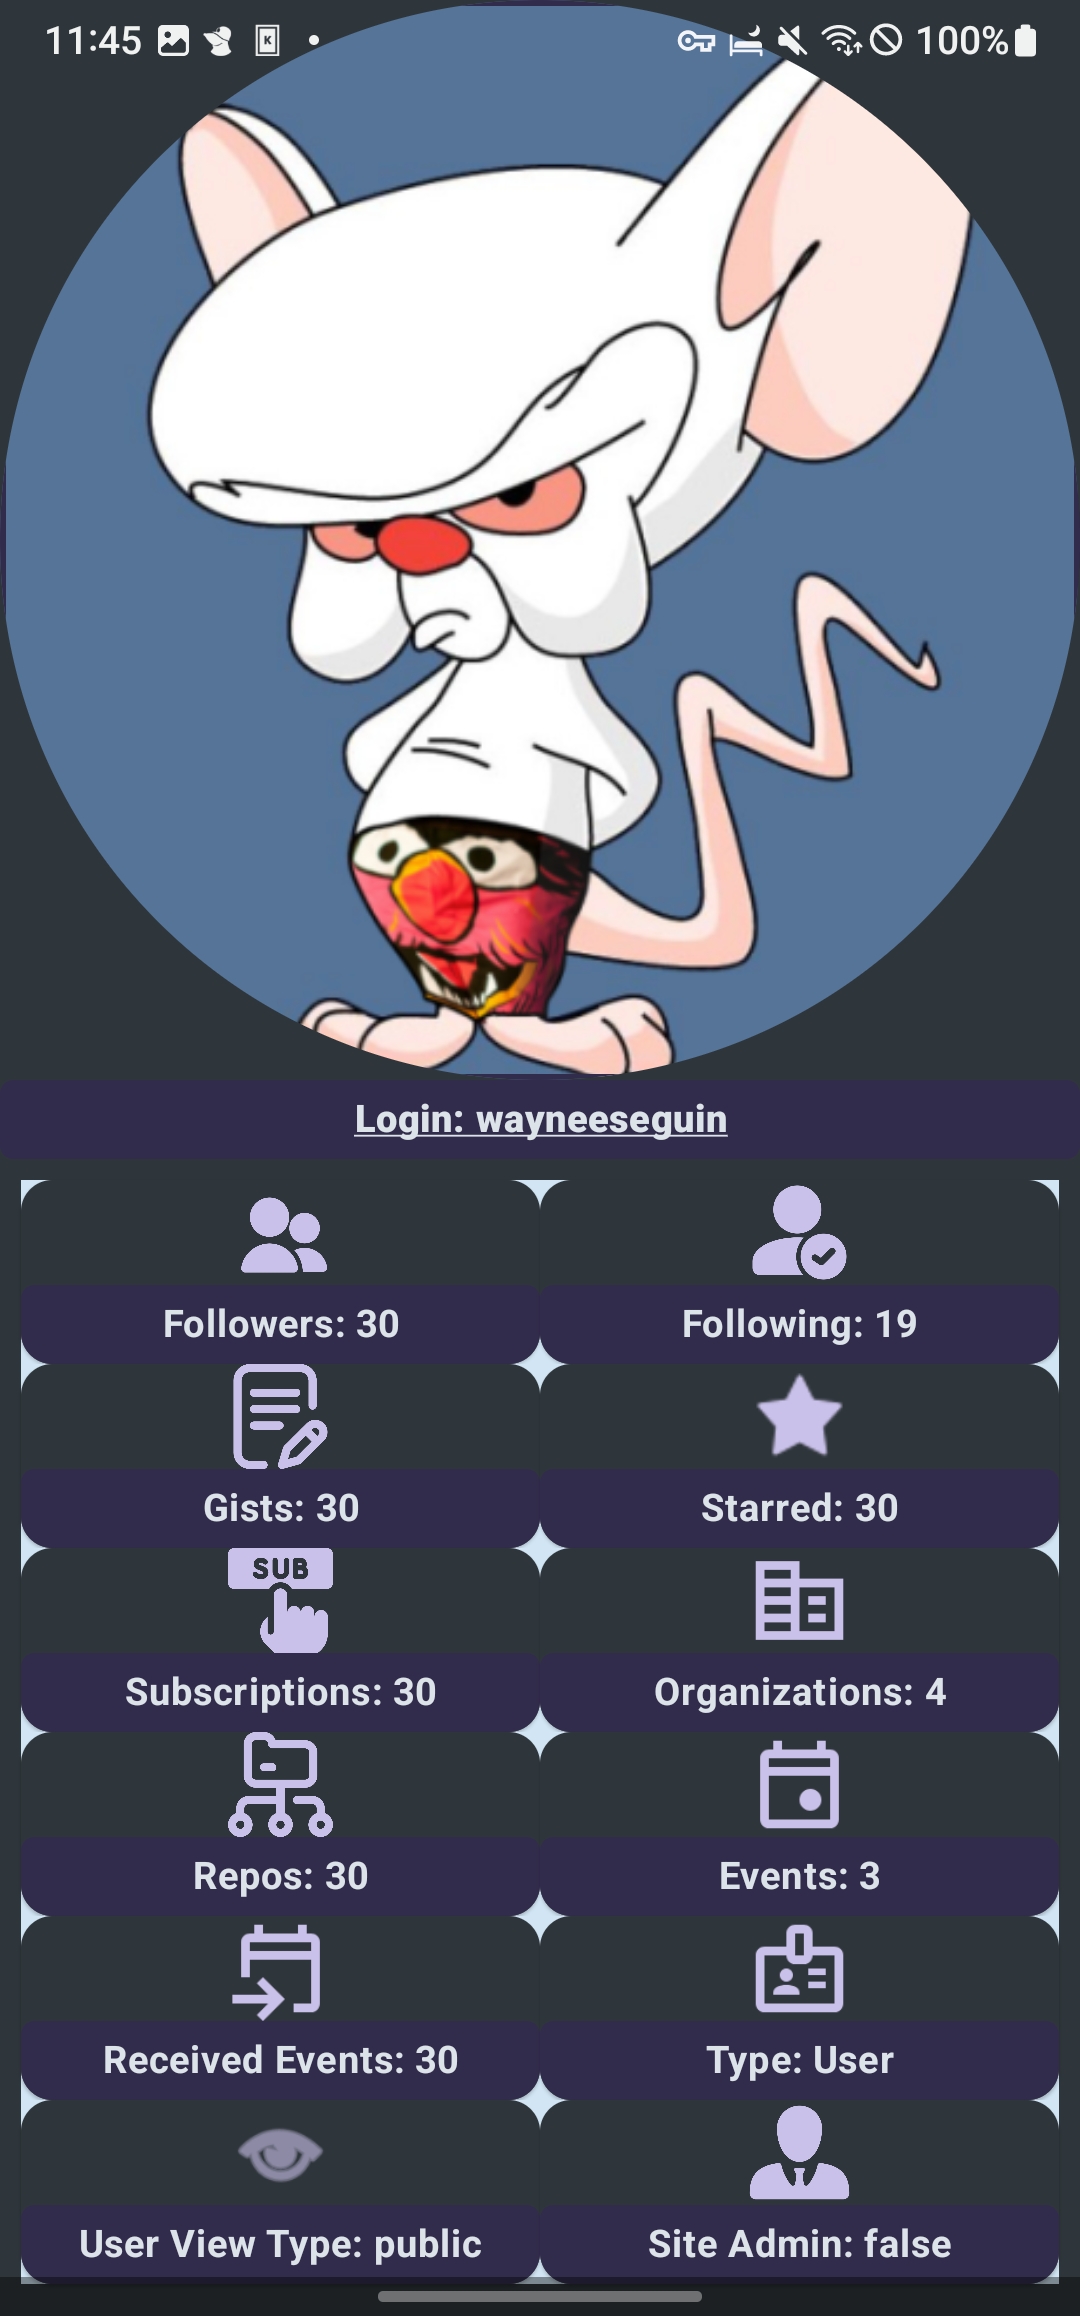 11:45 K 100%
Login: wayneeseguin
Followers: 30 Following: 19
Gists: 30 Starred: 30
SUB
Subscriptions: 30 Organizations: 4
Repos: 30 Events: 3
Received Events: 30 Type: User
User View Type: public Site Admin: false